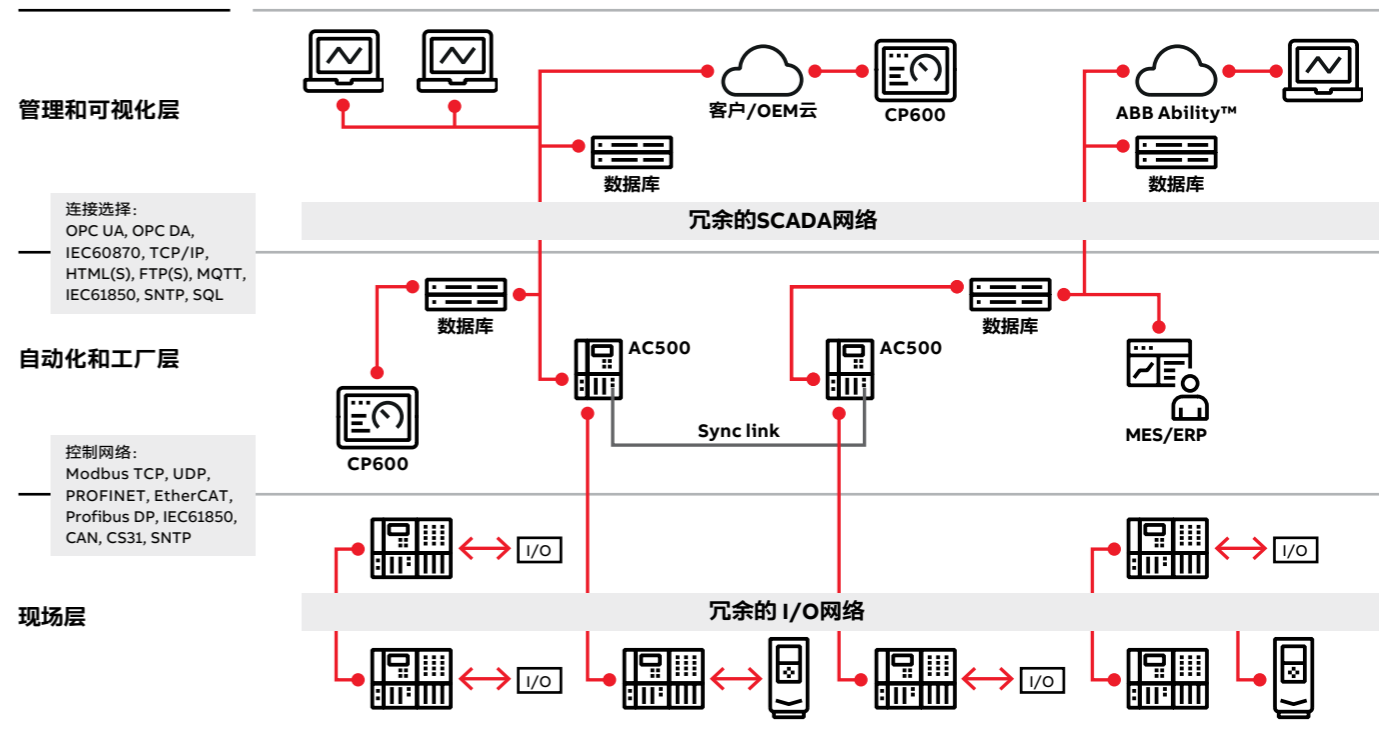 管理和可视化层
客户/OEM云
CP600
ABB Ability™
数据库
数据库
连接选择:
OPC UA, OPC DA,
IEC60870, TCP/IP,
HTML(S), FTP(S), MQTT,
IEC61850, SNTP, SQL
冗余的SCADA网络
数据库
数据库
自动化和工厂层
AC500
AC500
CP600
Sync link
MES/ERP
控制网络:
Modbus TCP, UDP,
PROFINET, EtherCAT,
Profibus DP, IEC61850,
CAN, CS31, SNTP
I/O
I/O
现场层
冗余的 I/O网络
I/O
I/O